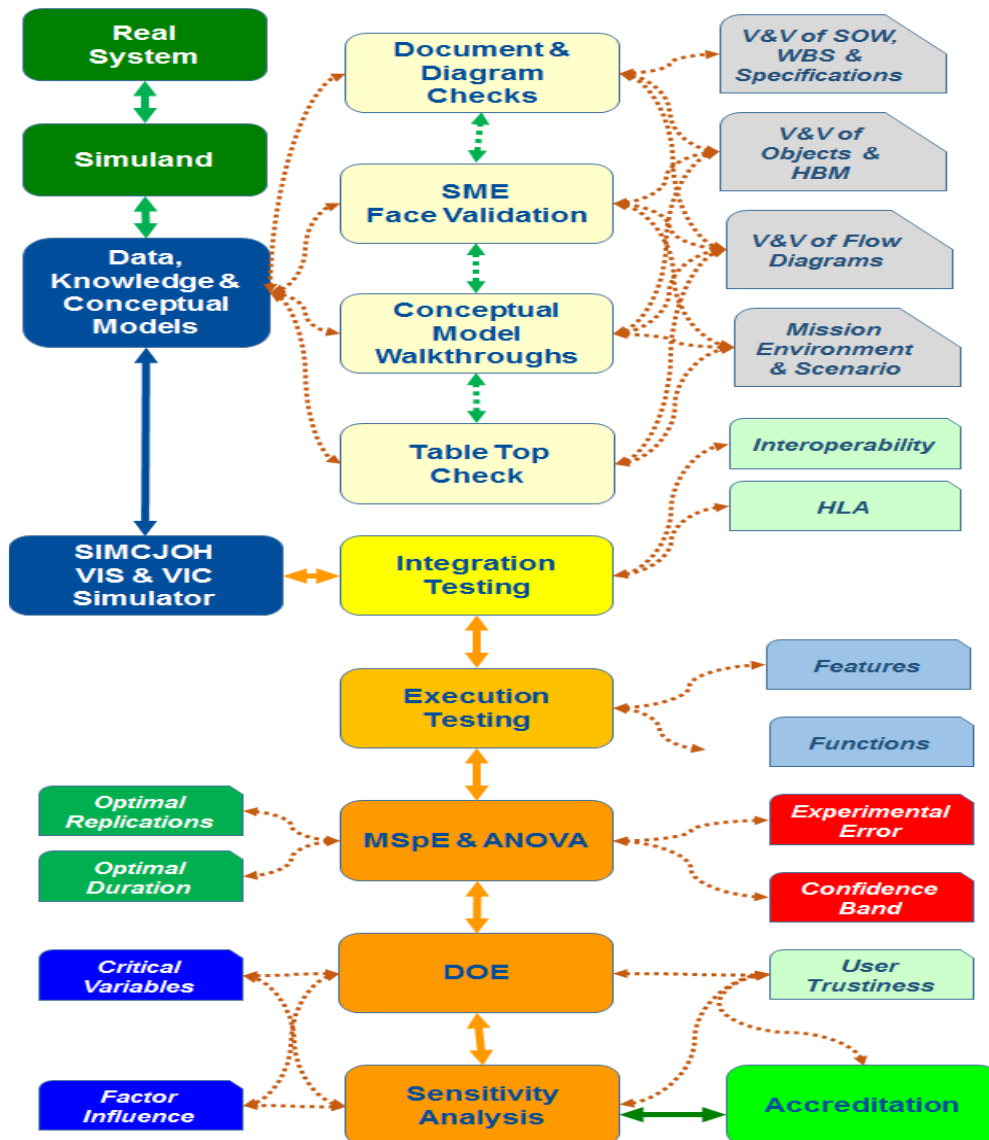 Real
System
Simuland
Data,
Knowledge &
Conceptual
Models
SIMCJOH
VIS & VIC
Simulator
Document &
Diagram
Checks
SME
Face Validation
Conceptual
Model
Walkthroughs
Table Top
Check
Integration
Testing
Execution
Testing
MSpE & ANOVA
DOE
Sensitivity
Analysis
V&V of SOW,
WBS &
Specifications
V&V of
Objects &
HBM
V&V of Flow
Diagrams
Mission
Environment
& Scenario
Interoperability
HLA
Features
Functions
Optimal
Replications
Optimal
Duration
Experimental
Error
Confidence
Band
Critical
Variables
User
Trustiness
Factor
Influence
Accreditation